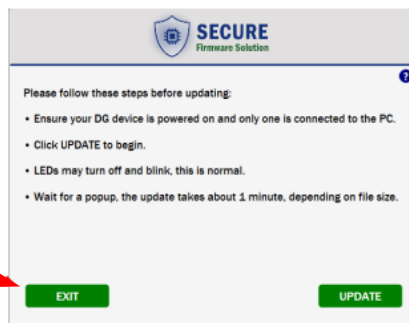 SECURE
Firmware Solution
?
Please follow these steps before updating:
• Ensure your DG device is powered on and only one is connected to the PC.
• Click UPDATE to begin.
• LEDs may turn off and blink, this is normal.
• Wait for a popup, the update takes about 1 minute, depending on file size.
EXIT
UPDATE